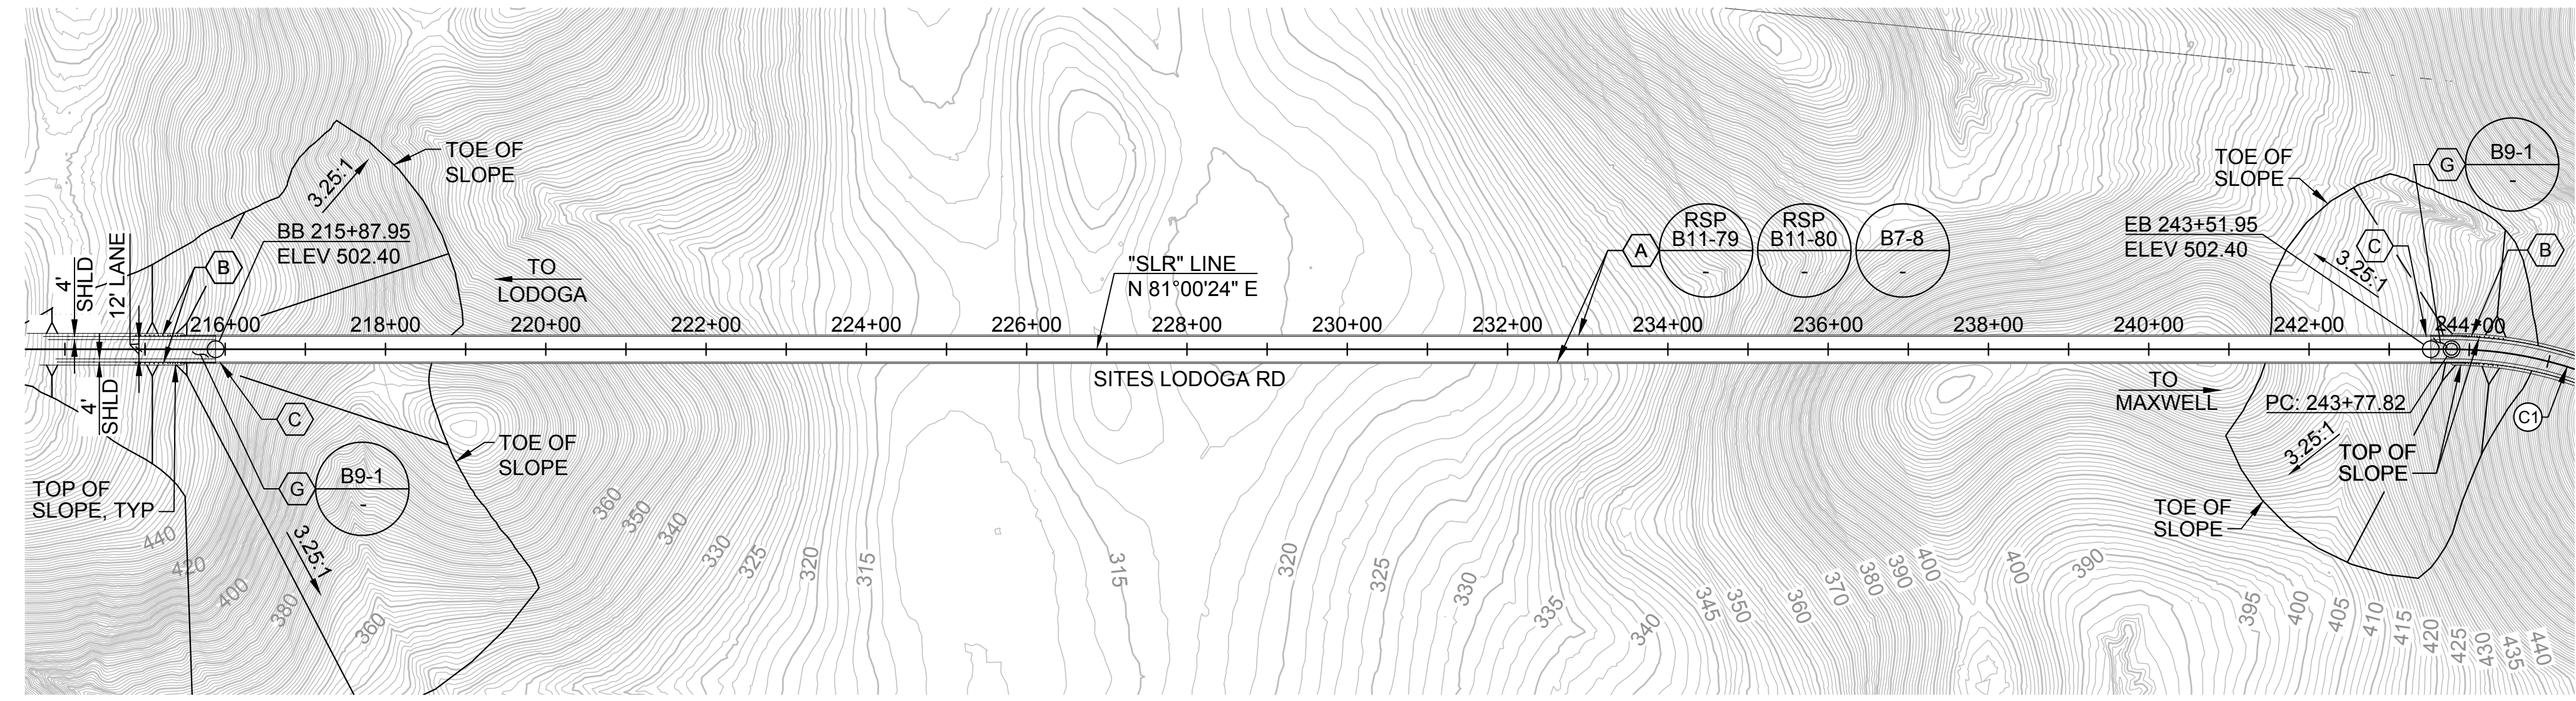 TOE OF
SLOPE
3.25:1
BB 215+87.95
ELEV 502.40
B
4'
SHLD
12' LANE
TO
LODOGA
"SLR" LINE
N 81°00'24" E
A
RSP
B11-79
-
RSP
B11-80
-
B7-8
-
TOE OF
SLOPE
EB 243+51.95
ELEV 502.40
C
3.25:1
G
B9-1
-
B
216+00
218+00
220+00
222+00
224+00
226+00
228+00
230+00
232+00
234+00
236+00
238+00
240+00
242+00
244+00
SITES LODOGA RD
4'
SHLD
C
TOE OF
SLOPE
G
B9-1
-
TOP OF
SLOPE, TYP
3.25:1
TO
MAXWELL
PC: 243+77.82
C1
3.25:1
TOP OF
SLOPE
TOE OF
SLOPE
440
420
400
380
360
360
350
340
330
325
320
315
315
320
325
330
335
340
345
350
360
370
380
390
400
400
390
395
400
405
410
415
420
425
430
435
440